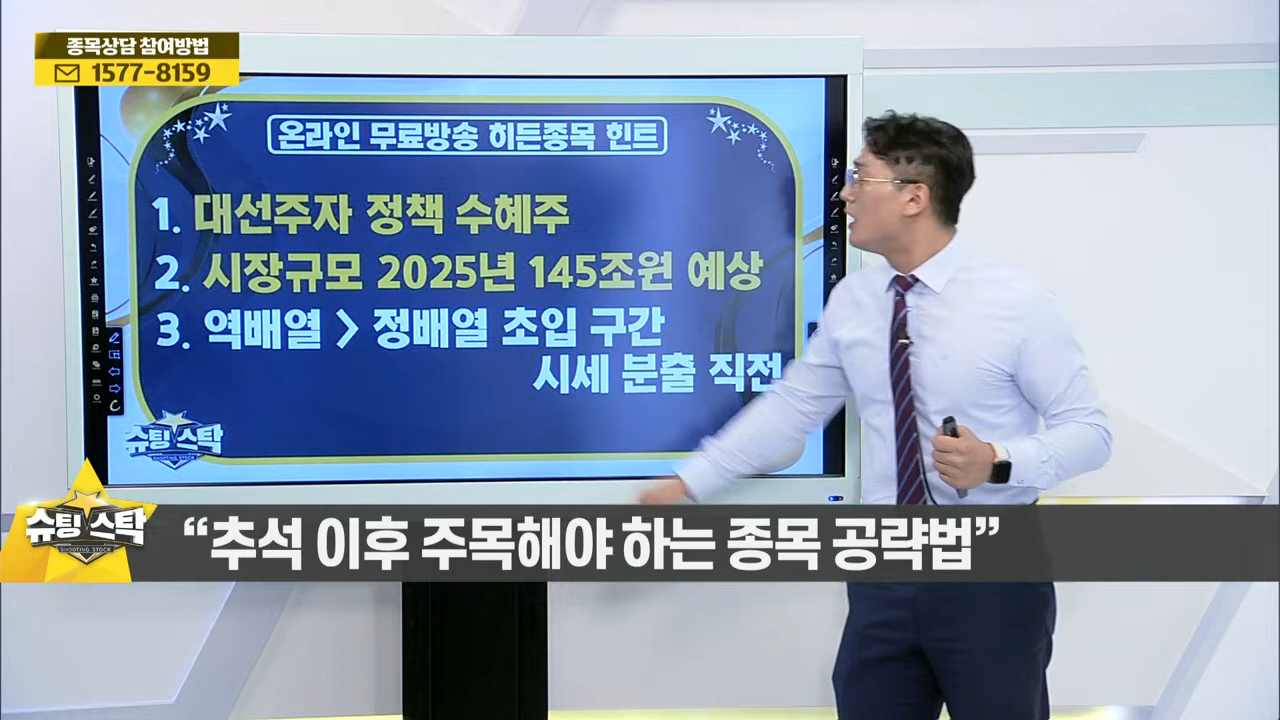 종목상담 참여방법
1577-8159
온라인 무료방송 히든종목 힌트
1. 대선주자 정책 수혜주
2. 시장규모 2025년 145조원 예상
3. 역배열 > 정배열 초입 구간
시세 분출 직전
슈팅 스탁
SHOOTING STOCK
슈팅 스탁
SHOOTING STOCK
“추석 이후 주목해야 하는 종목 공략법”